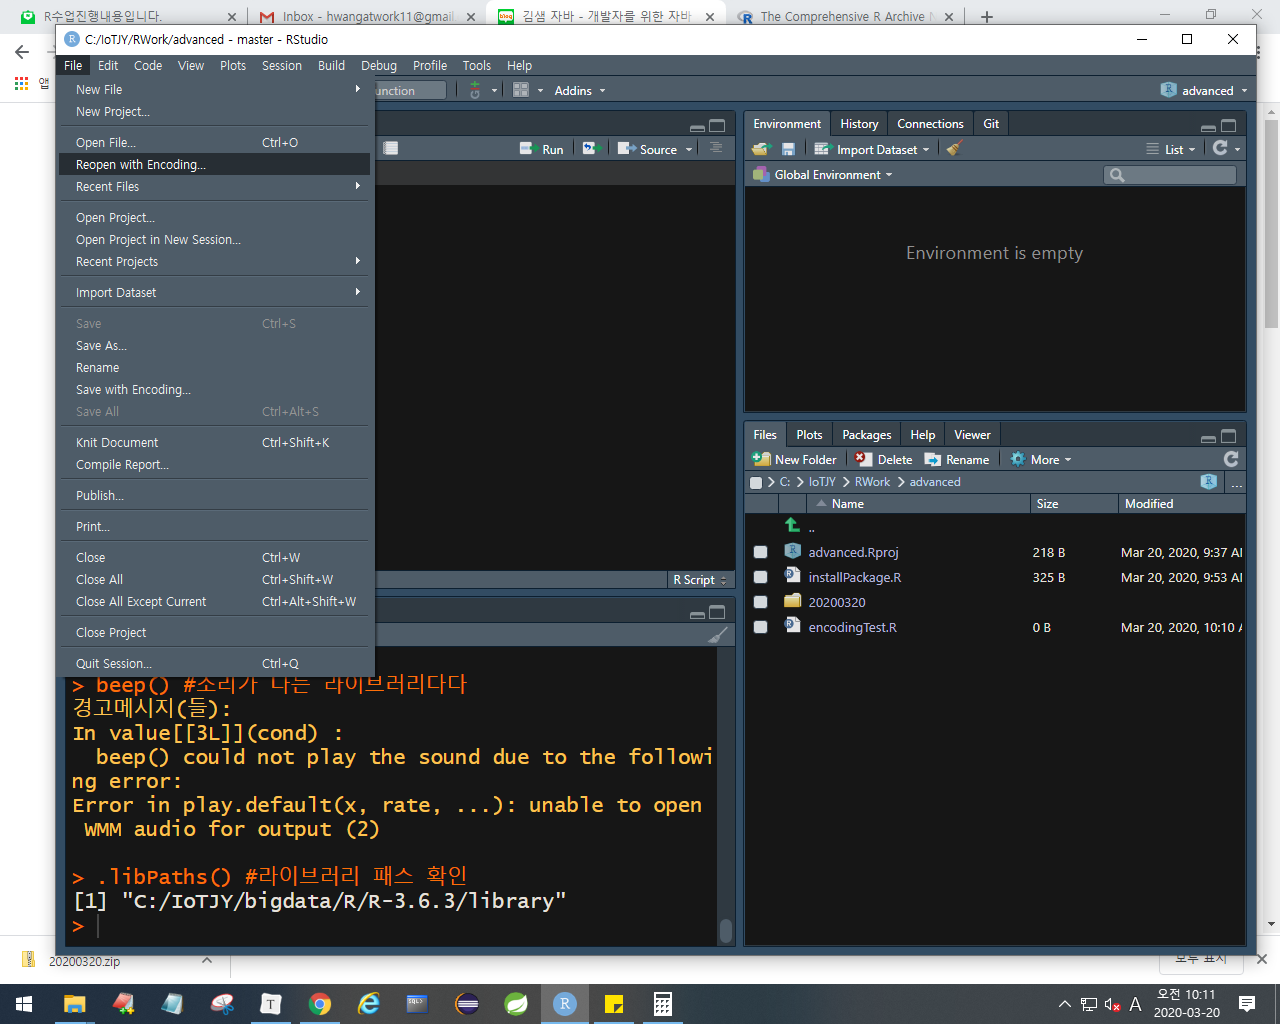 R수업진행내용입니다.
Inbox - hwangatwork11@gmail.
김샘 자바 - 개발자를 위한 자바
The Comprehensive R Archive N
앱
C:/IoTJY/RWork/advanced - master - RStudio
File Edit Code View Plots Session Build Debug Profile Tools Help
unction
Addins
advanced
New File
New Project...
Open File... Ctrl+O
Reopen with Encoding...
Recent Files
Open Project...
Open Project in New Session...
Recent Projects
Import Dataset
Save Ctrl+S
Save As...
Rename
Save with Encoding...
Save All Ctrl+Alt+S
Knit Document Ctrl+Shift+K
Compile Report...
Publish...
Print...
Close Ctrl+W
Close All Ctrl+Shift+W
Close All Except Current Ctrl+Alt+Shift+W
Close Project
Quit Session... Ctrl+Q
Run Source
R Script
> beep() #소리가 나는 라이브러리다다
경고메시지(들):
In value[[3L]](cond) :
beep() could not play the sound due to the followi
ng error:
Error in play.default(x, rate, ...): unable to open
WMM audio for output (2)
> .libPaths() #라이브러리 패스 확인
[1] "C:/IoTJY/bigdata/R/R-3.6.3/library"
>
Environment History Connections Git
Import Dataset List
Global Environment
Environment is empty
Files Plots Packages Help Viewer
New Folder Delete Rename More
C: > IoTJY > RWork > advanced ...
Name Size Modified
..
advanced.Rproj 218 B Mar 20, 2020, 9:37 AM
installPackage.R 325 B Mar 20, 2020, 9:53 AM
20200320
encodingTest.R 0 B Mar 20, 2020, 10:10 A
20200320.zip
모두 표시
A
오전 10:11
2020-03-20